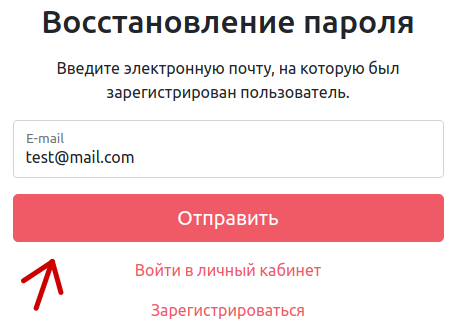 Восстановление пароля
Введите электронную почту, на которую был
зарегистрирован пользователь.
E-mail
test@mail.com
Отправить
Войти в личный кабинет
Зарегистрироваться